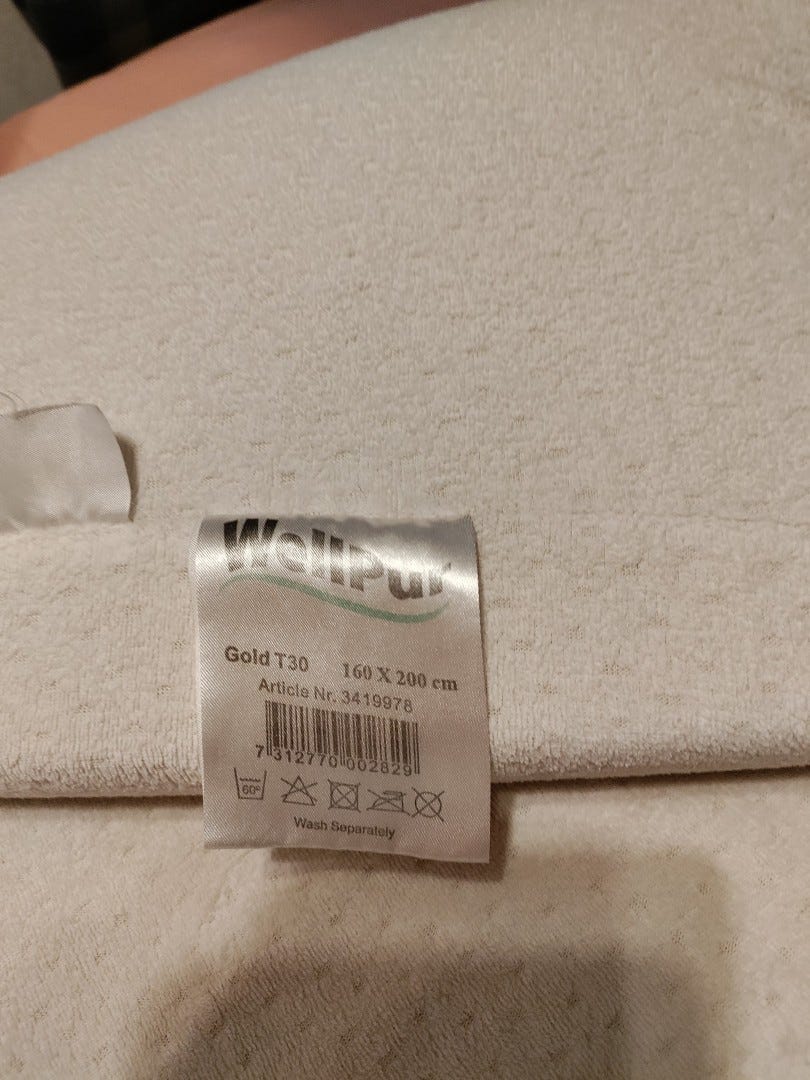 WellPur
Gold T30 160 X 200 cm
Article Nr. 3419978
7 312770 002829
60°
Wash Separately